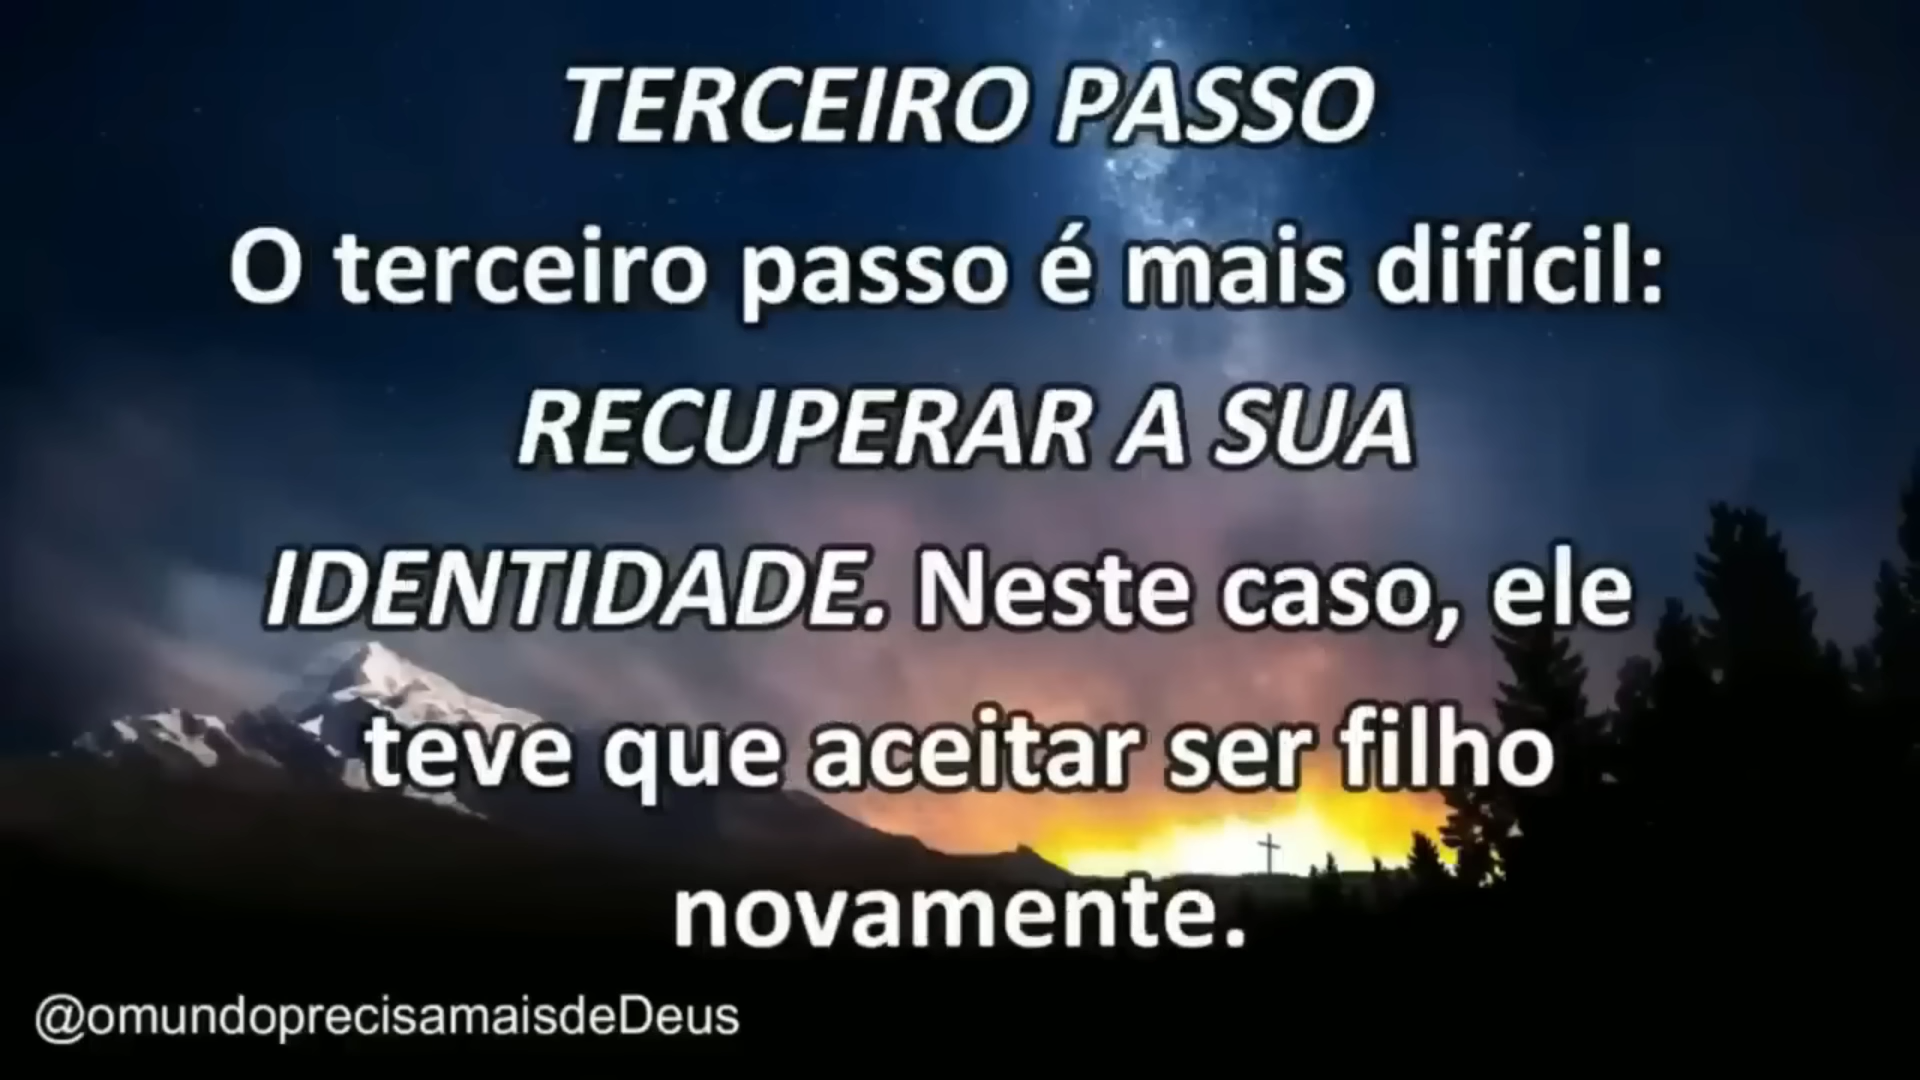 TERCEIRO PASSO
O terceiro passo é mais difícil:
RECUPERAR A SUA
IDENTIDADE. Neste caso, ele
teve que aceitar ser filho
novamente.
@omundoprecisamaisdeDeus